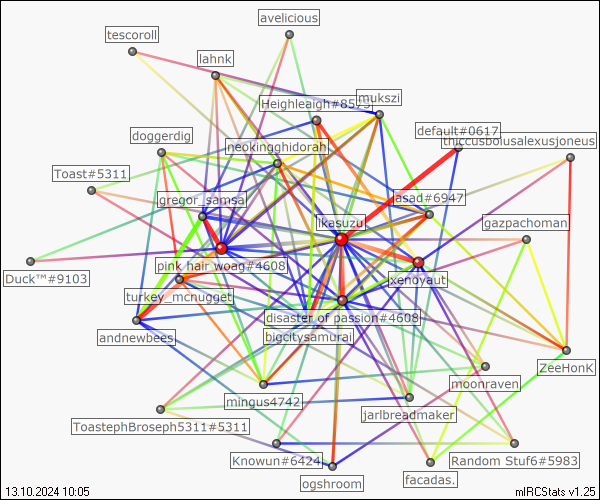 avelicious
tescoroll
lahnk
mukszi
Heighleaigh#8579
default#0617
doggerdig
neokingghidorah
thiccusboiusalexusjoneus
Toast#5311
gregor_samsa
asad#6947
ikasuzu
gazpachoman
Duck™#9103
pink hair woag#4608
xenoyaut
turkey_mcnugget
disaster of passion#4608
andnewbees
bigcitysamurai
ZeeHonK
moonraven
mingus4742
jarlbreadmaker
ToastephBroseph5311#5311
Knowun#6424
Random Stuf6#5983
ogshroom
facadas.
13.10.2024 10:05
mIRCStats v1.25